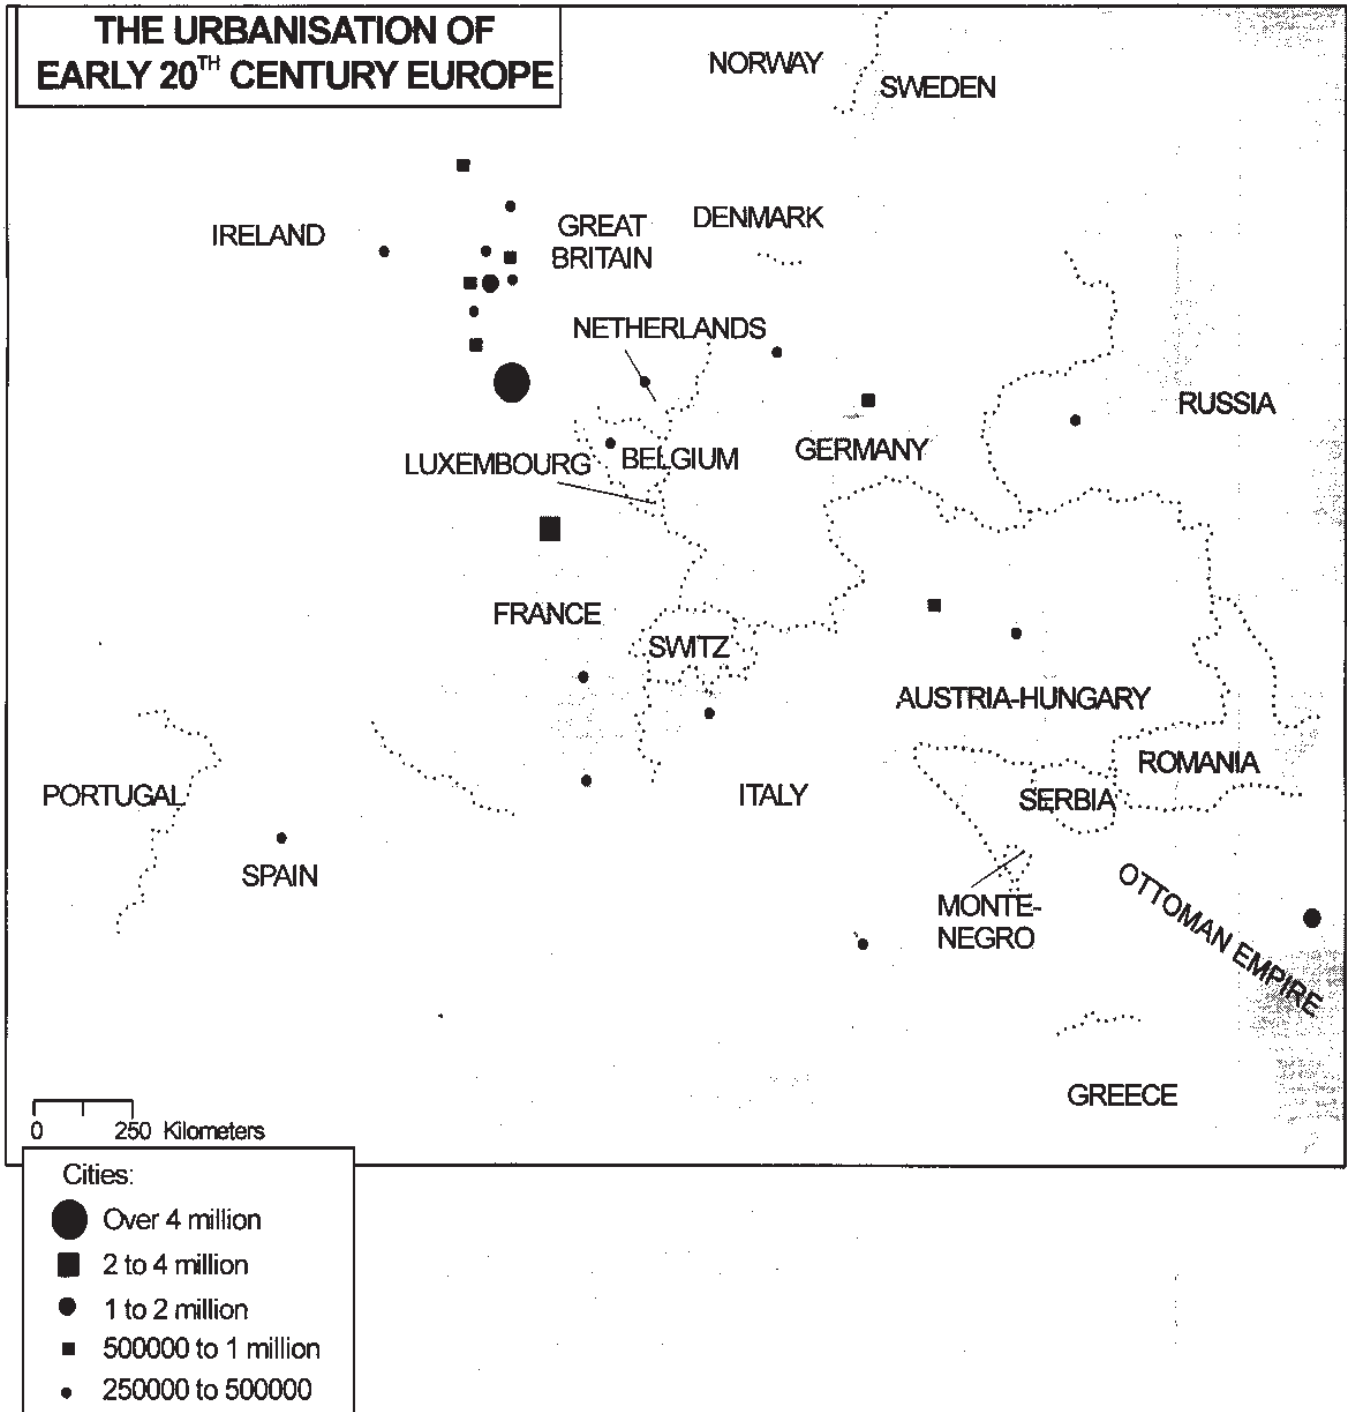 THE URBANISATION OF
EARLY 20TH CENTURY EUROPE
NORWAY
SWEDEN
IRELAND
GREAT
BRITAIN
DENMARK
NETHERLANDS
RUSSIA
LUXEMBOURG
BELGIUM
GERMANY
FRANCE
SWITZ
AUSTRIA-HUNGARY
ROMANIA
PORTUGAL
ITALY
SERBIA
SPAIN
MONTE-
NEGRO
OTTOMAN EMPIRE
GREECE
0 250 Kilometers
Cities:
Over 4 million
2 to 4 million
1 to 2 million
500000 to 1 million
250000 to 500000